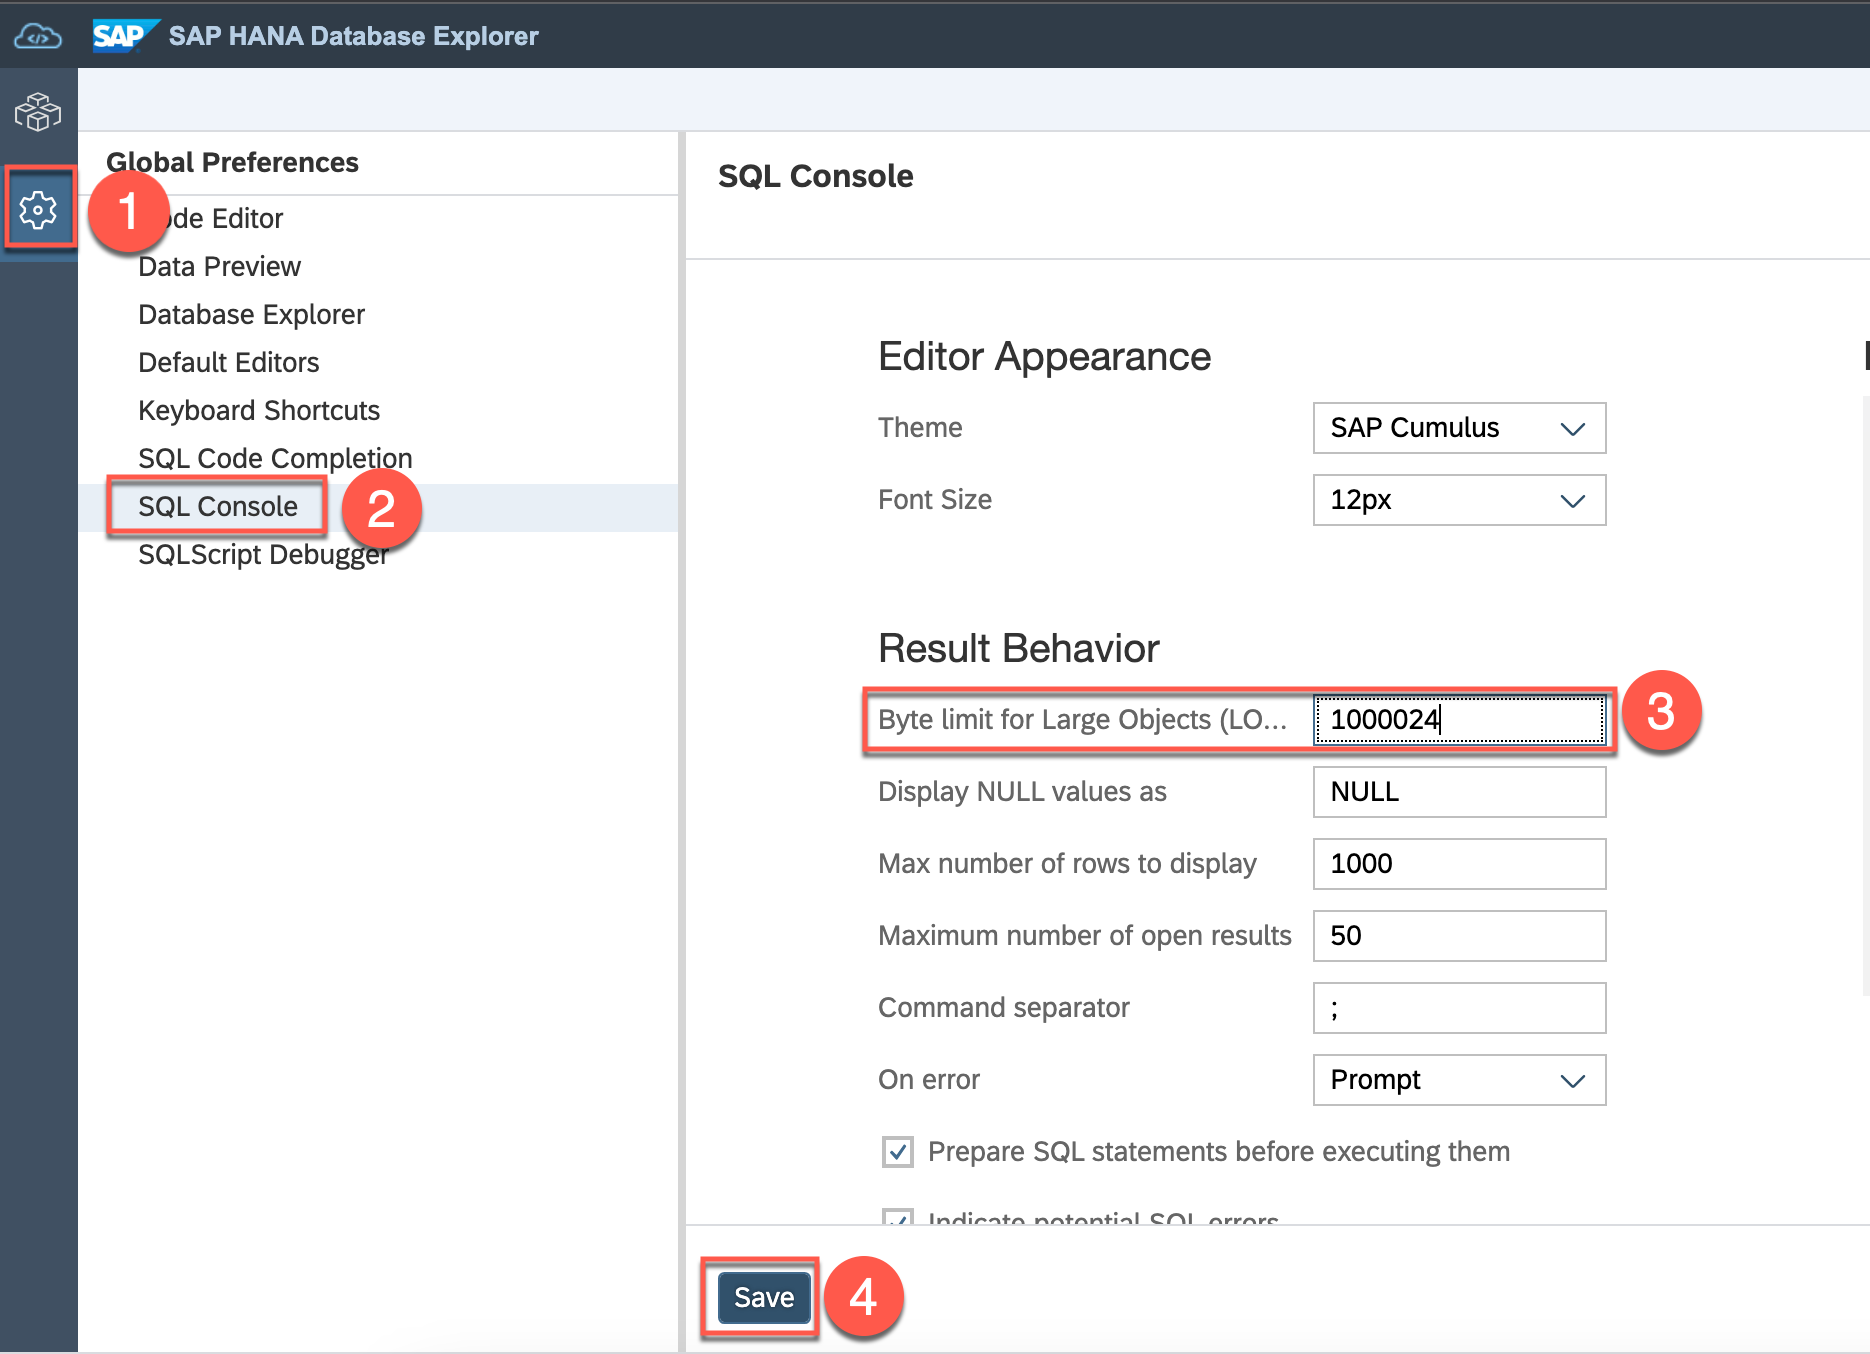 SAP SAP HANA Database Explorer
Global Preferences
1
ode Editor
Data Preview
Database Explorer
Default Editors
Keyboard Shortcuts
SQL Code Completion
SQL Console
2
SQLScript Debugger
SQL Console
Editor Appearance
Theme SAP Cumulus
Font Size 12px
Result Behavior
Byte limit for Large Objects (LO... 1000024
3
Display NULL values as NULL
Max number of rows to display 1000
Maximum number of open results 50
Command separator ;
On error Prompt
Prepare SQL statements before executing them
Indicate potential SQL errors
Save
4